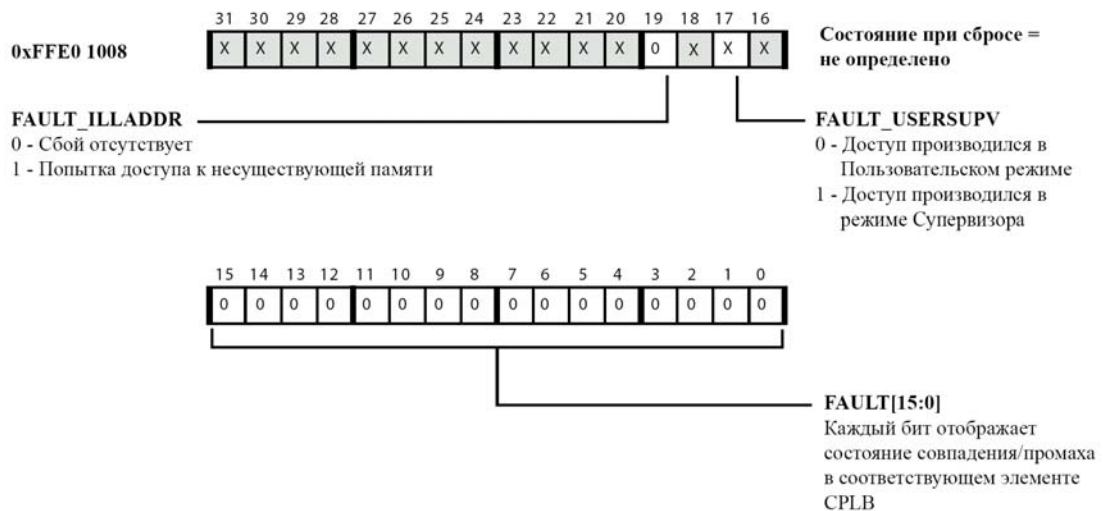 31 30 29 28 27 26 25 24 23 22 21 20 19 18 17 16
0xFFE0 1008
X X X X X X X X X X X X 0 X X X
Состояние при сбросе =
не определено
FAULT_ILLADDR
0 - Сбой отсутствует
1 - Попытка доступа к несуществующей памяти
FAULT_USERSUPV
0 - Доступ производился в
Пользовательском режиме
1 - Доступ производился в
режиме Супервизора
15 14 13 12 11 10 9 8 7 6 5 4 3 2 1 0
0 0 0 0 0 0 0 0 0 0 0 0 0 0 0 0
FAULT[15:0]
Каждый бит отображает
состояние совпадения/промаха
в соответствующем элементе
CPLB